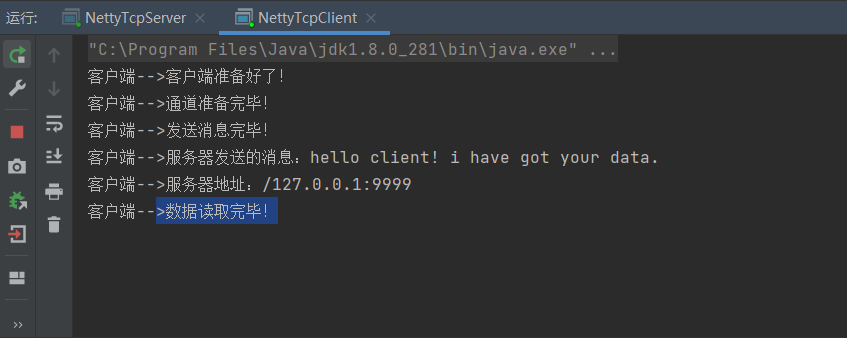 运行: NettyTcpServer × NettyTcpClient ×
"C:\Program Files\Java\jdk1.8.0_281\bin\java.exe" ...
客户端-->客户端准备好了!
客户端-->通道准备完毕!
客户端-->发送消息完毕!
客户端-->服务器发送的消息：hello client! i have got your data.
客户端-->服务器地址：/127.0.0.1:9999
客户端-->数据读取完毕!